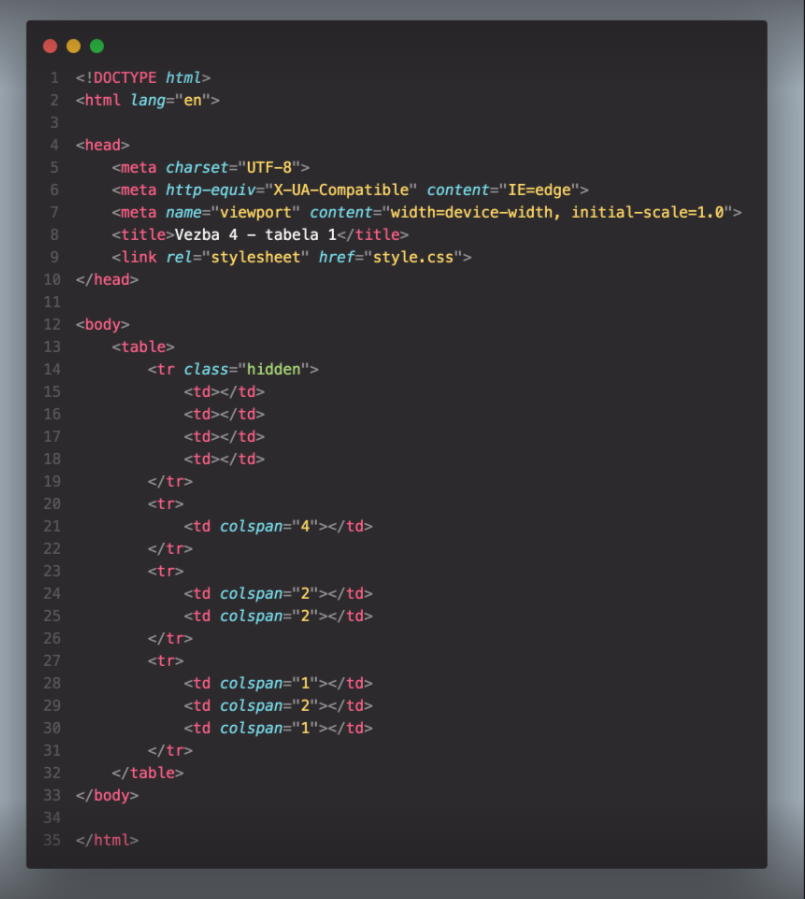 1 <!DOCTYPE html>
2 <html lang="en">
3
4 <head>
5     <meta charset="UTF-8">
6     <meta http-equiv="X-UA-Compatible" content="IE=edge">
7     <meta name="viewport" content="width=device-width, initial-scale=1.0">
8     <title>Vezba 4 - tabela 1</title>
9     <link rel="stylesheet" href="style.css">
10 </head>
11
12 <body>
13     <table>
14         <tr class="hidden">
15             <td></td>
16             <td></td>
17             <td></td>
18             <td></td>
19         </tr>
20         <tr>
21             <td colspan="4"></td>
22         </tr>
23         <tr>
24             <td colspan="2"></td>
25             <td colspan="2"></td>
26         </tr>
27         <tr>
28             <td colspan="1"></td>
29             <td colspan="2"></td>
30             <td colspan="1"></td>
31         </tr>
32     </table>
33 </body>
34
35 </html>